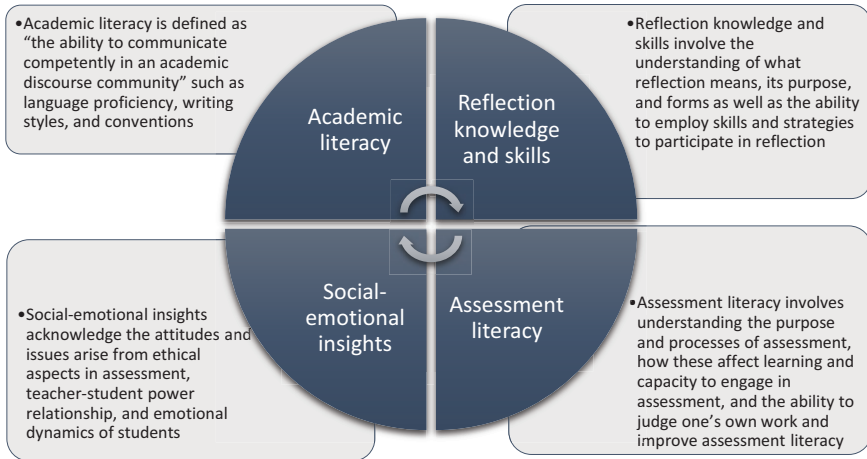 •Academic literacy is defined as
“the ability to communicate
competently in an academic
discourse community” such as
language proficiency, writing
styles, and conventions
Academic
literacy
Reflection
knowledge
and skills
•Reflection knowledge and
skills involve the
understanding of what
reflection means, its purpose,
and forms as well as the ability
to employ skills and strategies
to participate in reflection
•Social-emotional insights
acknowledge the attitudes and
issues arise from ethical
aspects in assessment,
teacher-student power
relationship, and emotional
dynamics of students
Social-
emotional
insights
Assessment
literacy
•Assessment literacy involves
understanding the purpose
and processes of assessment,
how these affect learning and
capacity to engage in
assessment, and the ability to
judge one’s own work and
improve assessment literacy